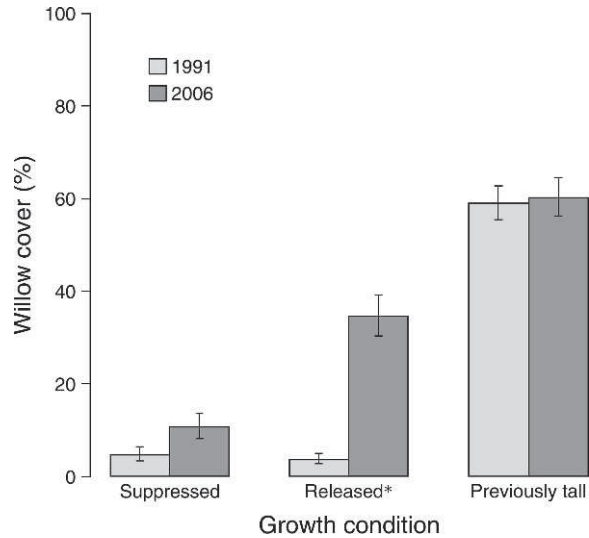 100
80
60
40
20
0
Willow cover (%)
1991
2006
Suppressed
Released*
Previously tall
Growth condition